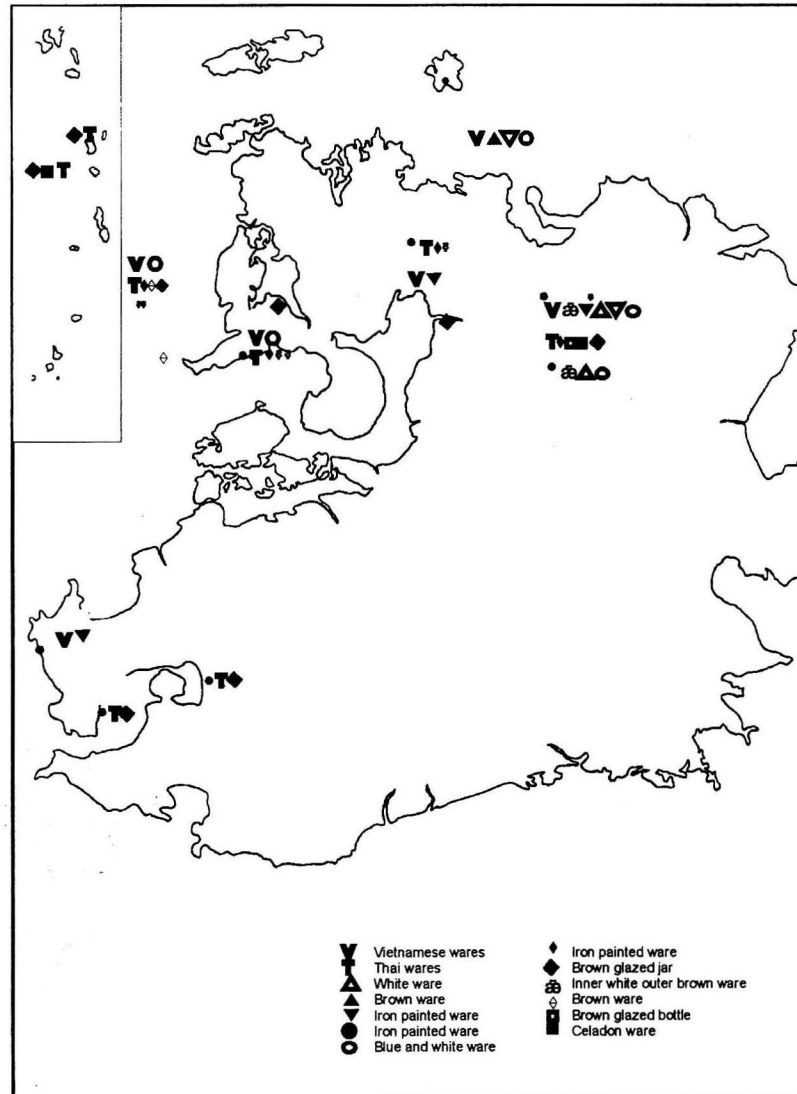 T
T
V
V
T
T
V
V
T
V
T
V
T
T
Vietnamese wares
Thai wares
White ware
Brown ware
Iron painted ware
Iron painted ware
Blue and white ware
Iron painted ware
Brown glazed jar
Inner white outer brown ware
Brown ware
Brown glazed bottle
Celadon ware